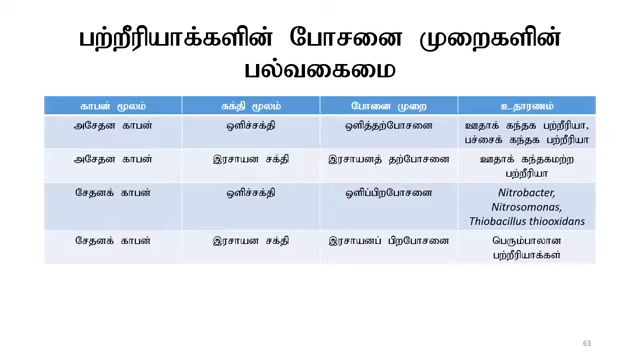 பற்றீரியாக்களின் போசனை முறைகளின்
பல்வகைமை
காபன் மூலம் சுக்தி மூலம் போனை முறை உதாரணம்
அசேதன காபன் ஒளிச்சக்தி ஒளித்தற்போசனை ஊதாக் கந்தக பற்றீரியா,
பச்சைக் கந்தக பற்றீரியா
அசேதன காபன் இரசாயன சக்தி இரசாயனத் தற்போசனை ஊதாக் கந்தகமற்ற
பற்றீரியா
சேதனக் காபன் ஒளிச்சக்தி ஒளிப்பிறபோசனை Nitrobacter,
Nitrosomonas,
Thiobacillus thiooxidans
சேதனக் காபன் இரசாயன சக்தி இரசாயனப் பிறபோசனை பெரும்பாலான
பற்றீரியாக்கள்
63